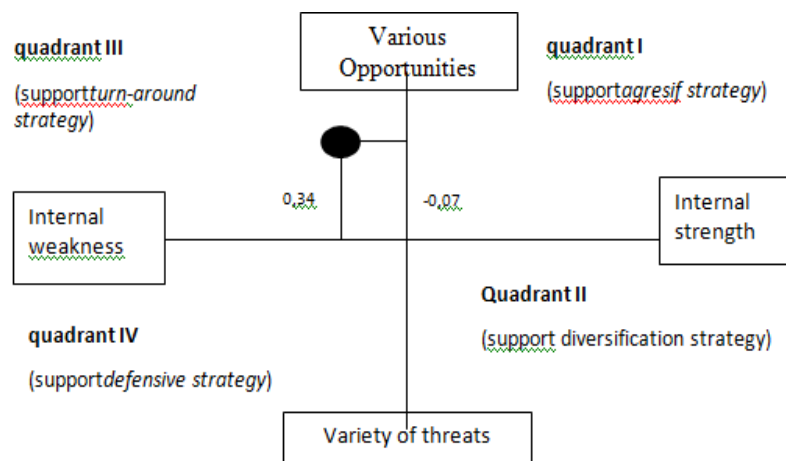 quadrant III
(supportturn-around
strategy)
Various
Opportunities
quadrant I
(supportagresif strategy)
0,34
-0,07
Internal
weakness
Internal
strength
Quadrant II
(support diversification strategy)
quadrant IV
(supportdefensive strategy)
Variety of threats